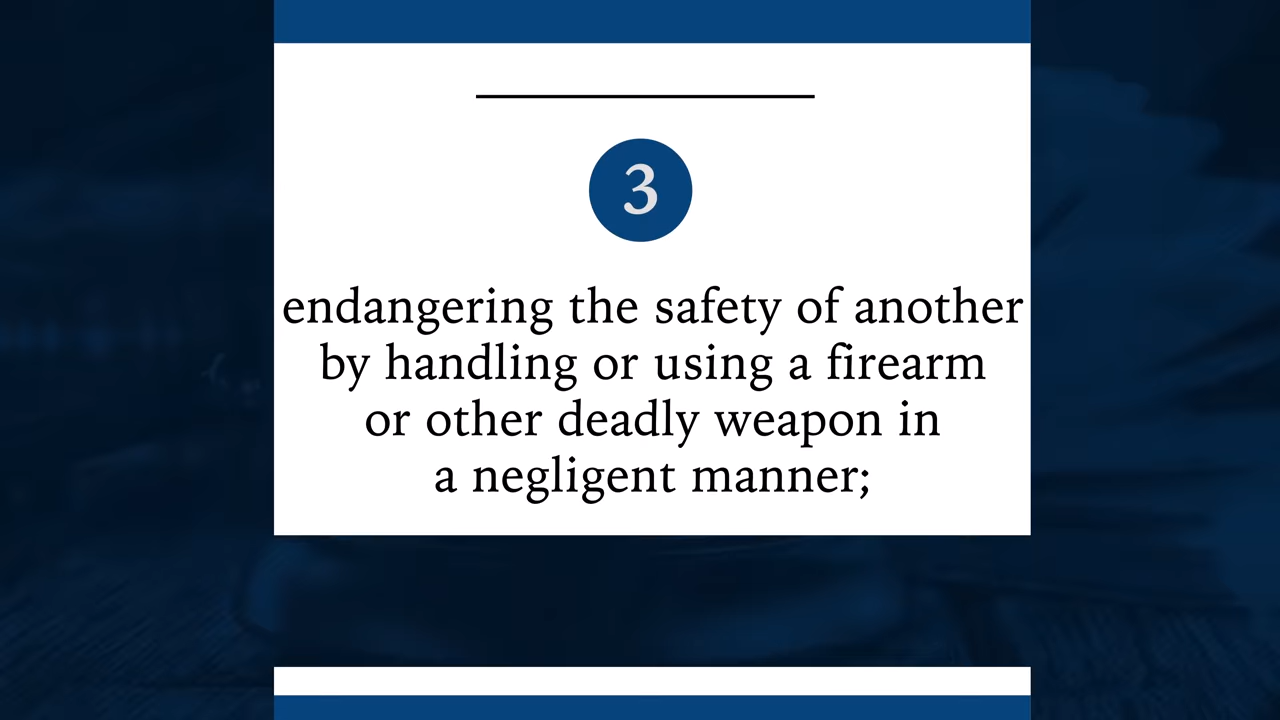 3
endangering the safety of another
by handling or using a firearm
or other deadly weapon in
a negligent manner;